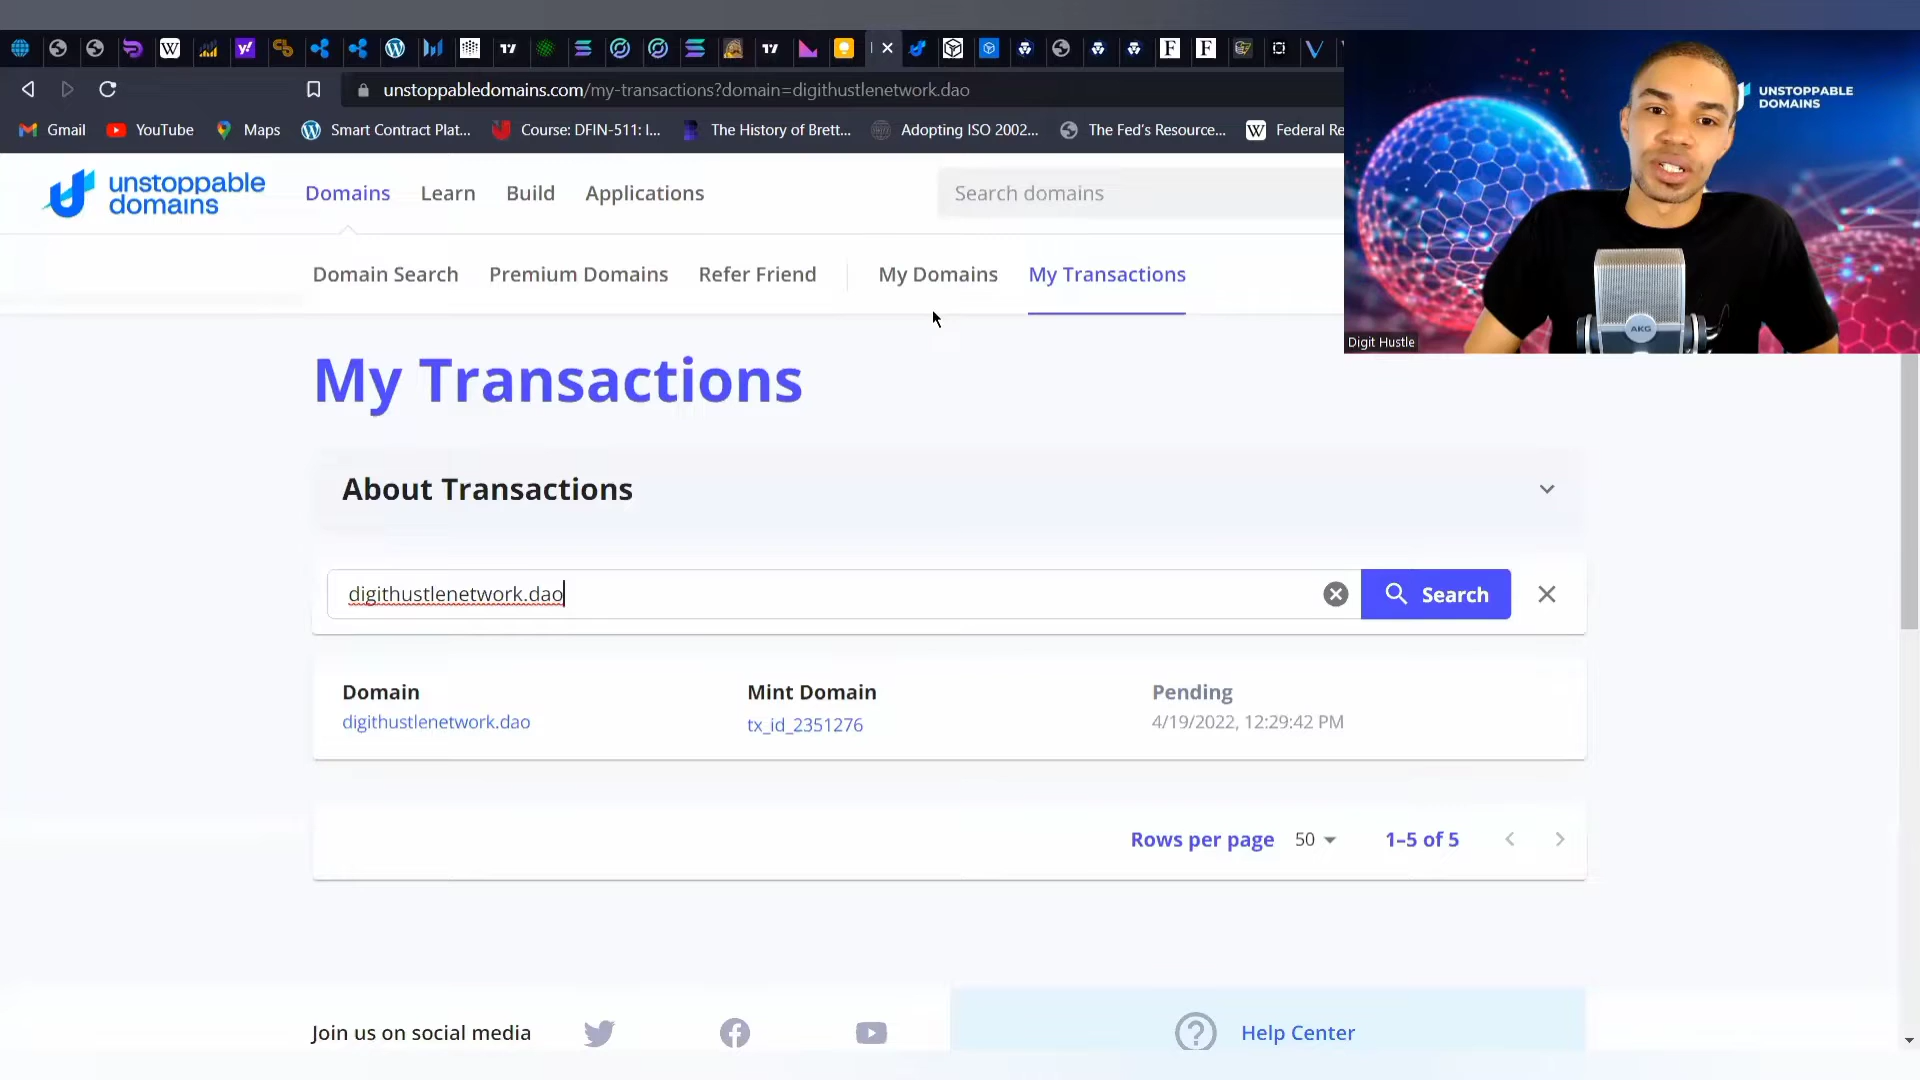 unstoppabledomains.com/my-transactions?domain=digithustlenetwork.dao
Gmail
YouTube
Maps
Smart Contract Plat...
Course: DFIN-511: I...
The History of Brett...
Adopting ISO 2002...
The Fed's Resource...
Federal Re
unstoppable
domains
Domains
Learn
Build
Applications
Search domains
UNSTOPPABLE
DOMAINS
AKG
Digit Hustle
Domain Search
Premium Domains
Refer Friend
My Domains
My Transactions
My Transactions
About Transactions
digithustlenetwork.dao
Search
Domain
Mint Domain
Pending
digithustlenetwork.dao
tx_id_2351276
4/19/2022, 12:29:42 PM
Rows per page
50
1–5 of 5
Join us on social media
Help Center